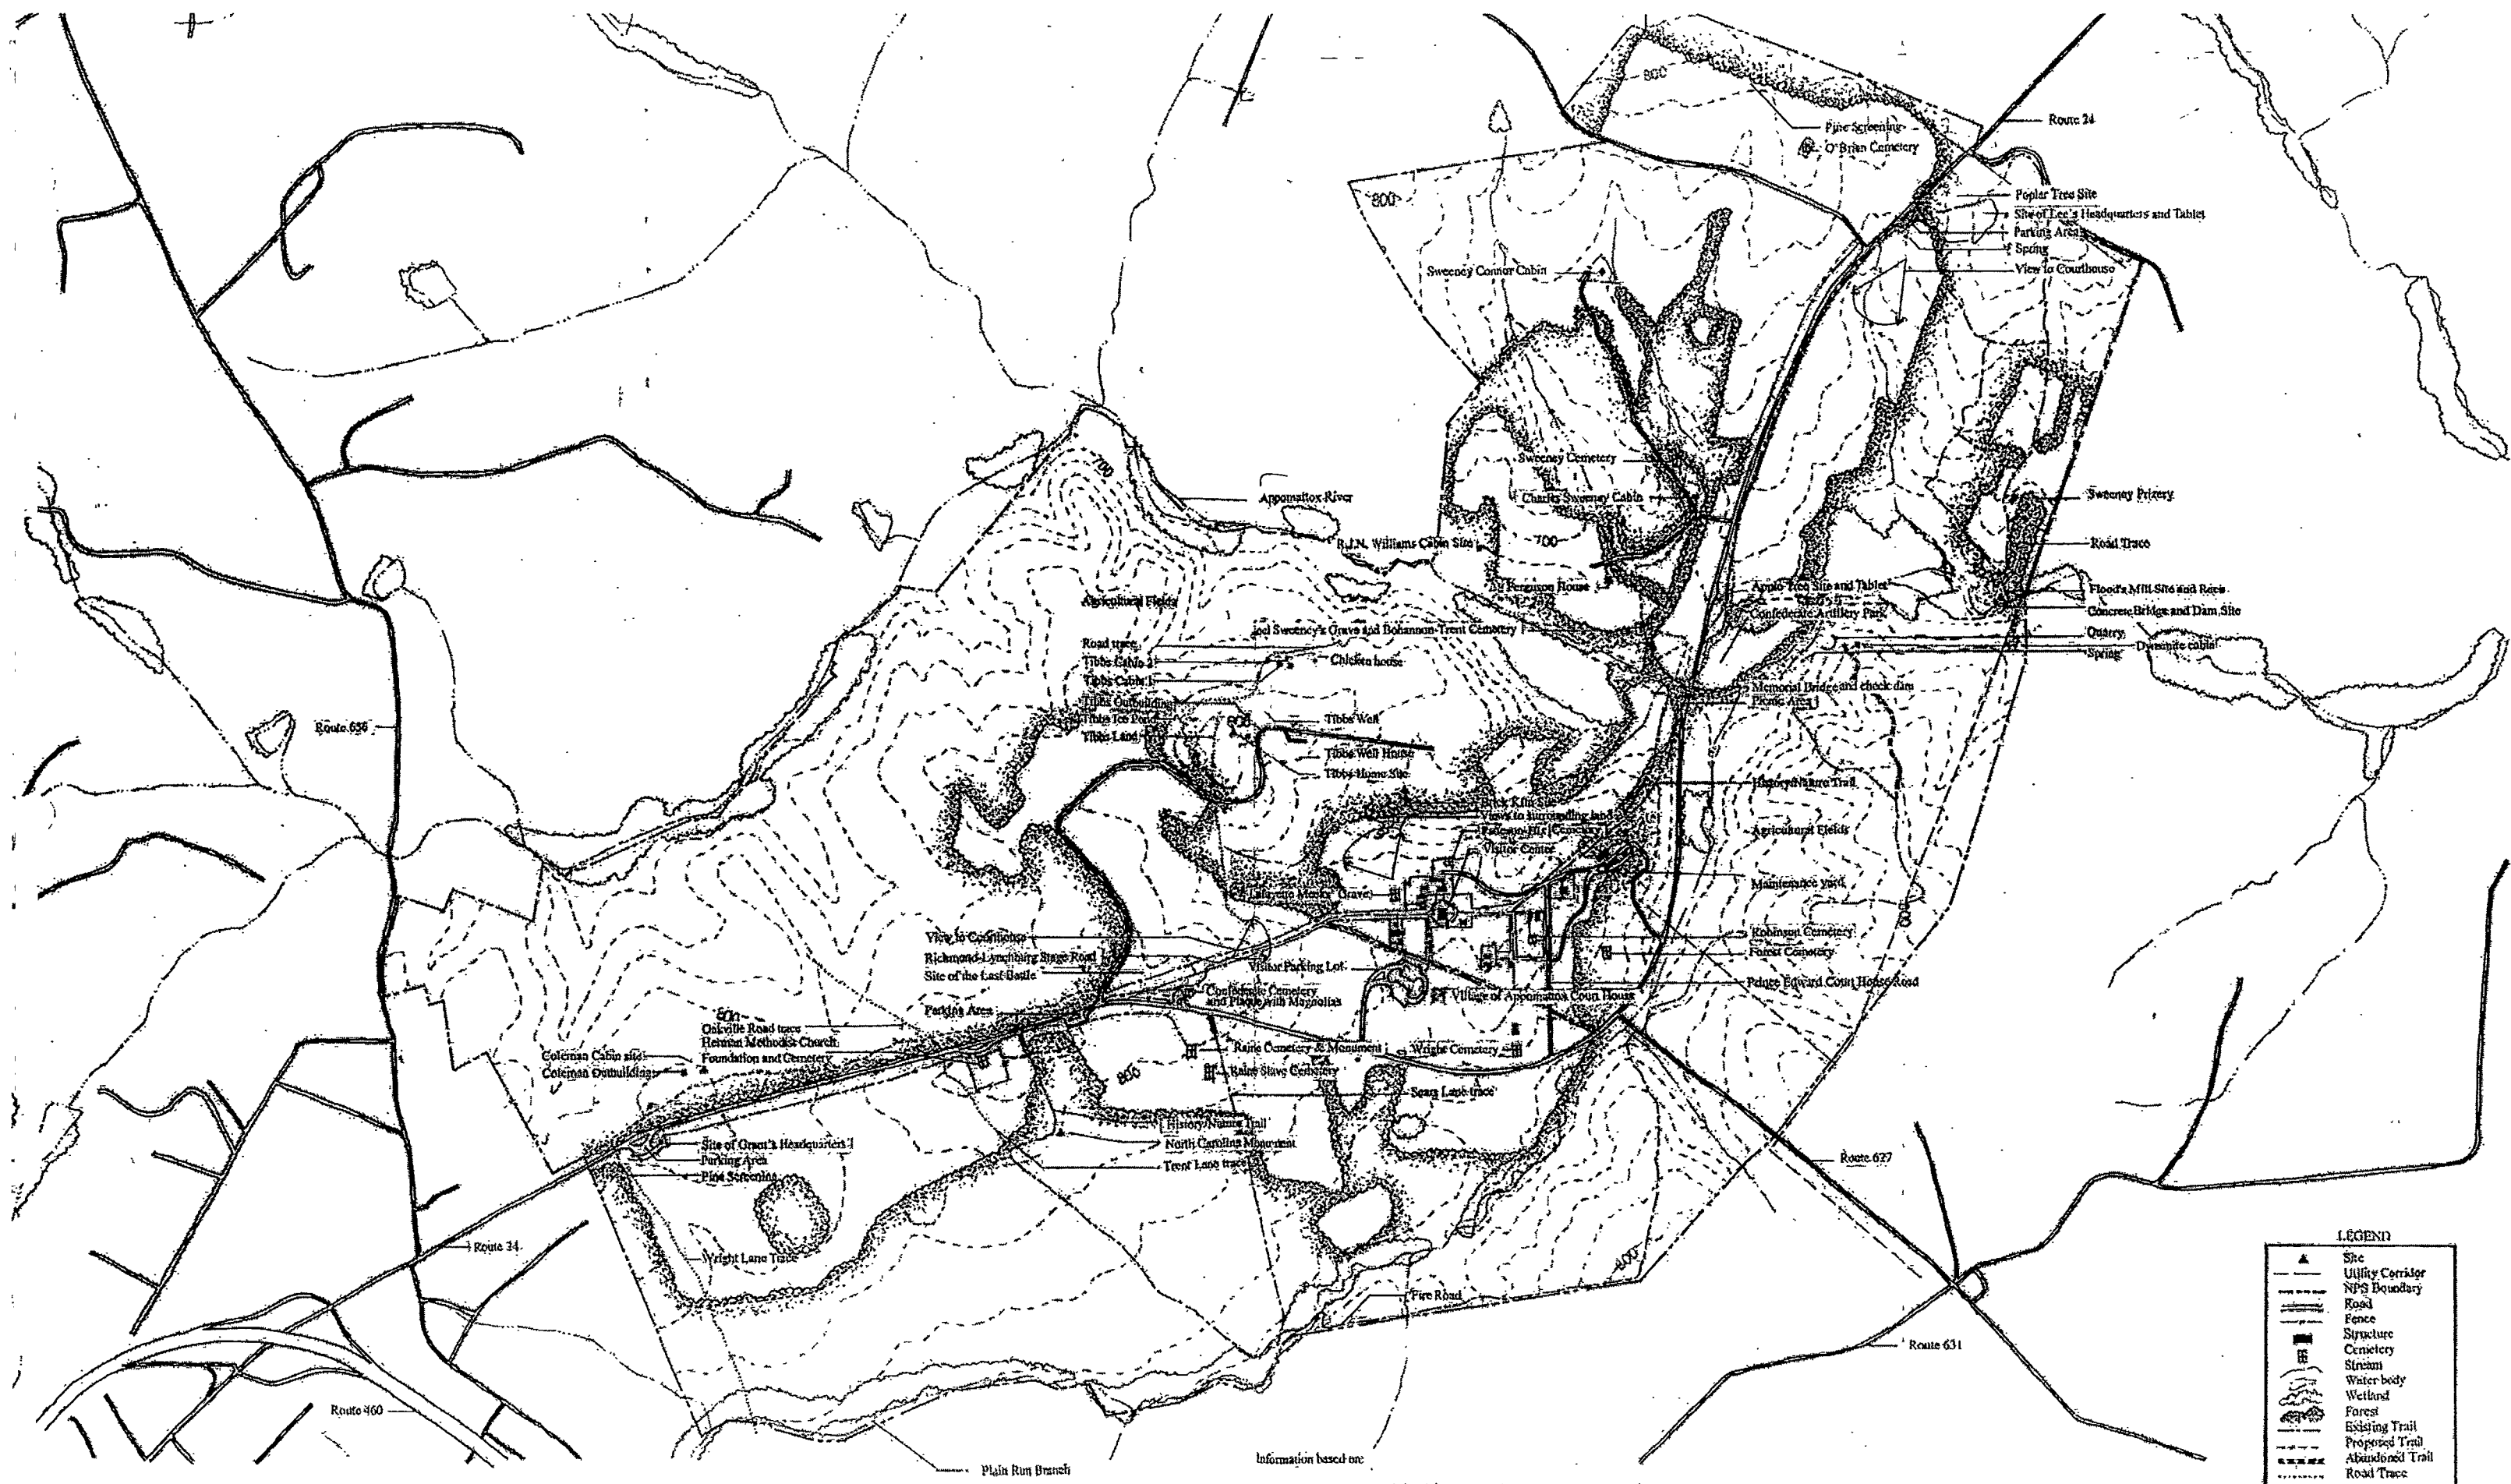 800
Pine Screening
O'Brien Cemetery
Route 24
800
Poplar Tree Site
Site of Lee's Headquarters and Tablet
Parking Area
Spring
View to Courthouse
Sweeney Connor Cabin
Sweeney Cemetery
Charles Sweeney Cabin
Sweeney Prizery
700
Appomattox River
R.J.N. Williams Cabin Site
700
Road Trace
Ferguson House
Apple Tree Site and Tablet
Confederate Artillery Park
Flood's Mill Site and Race
Concrete Bridge and Dam Site
Quarry
Dynamite cabin
Spring
Agricultural Fields
Joel Sweeney's Grave and Bohannon-Trent Cemetery
Road trace
Tibbs Cabin 2
Chicken house
Tibbs Cabin 1
Tibbs Outbuilding
Tibbs Ice Pond
Tibbs Land
800
Tibbs Well
Tibbs Well House
Tibbs Home Site
Memorial Bridge and check dam
Picnic Area
Route 656
History/Nature Trail
Brick Kiln Site
Views to surrounding land
Cemetery
Visitor Center
Agricultural Fields
Lafayette Meeks' Grave
Maintenance yard
800
View to Courthouse
Richmond-Lynchburg Stage Road
Site of the Last Battle
Visitor Parking Lot
Robinson Cemetery
Forest Cemetery
Prince Edward Court House Road
Confederate Cemetery
and Plaque with Magnolias
Village of Appomattox Court House
Parking Area
800
Oakville Road trace
Herman Methodist Church
Foundation and Cemetery
Coleman Cabin site
Coleman Outbuilding
Raine Cemetery & Monument
Wright Cemetery
Raine Slave Cemetery
800
Sears Lane trace
History/Nature Trail
North Carolina Monument
Trent Lane trace
Site of Grant's Headquarters
Parking Area
Pine Screening
Route 627
Route 24
Wright Lane Trace
800
Fire Road
Route 631
Route 460
Plain Run Branch
Information based on:
LEGEND
Site
Utility Corridor
NPS Boundary
Road
Fence
Structure
Cemetery
Stream
Water body
Wetland
Forest
Existing Trail
Proposed Trail
Abandoned Trail
Road Trace